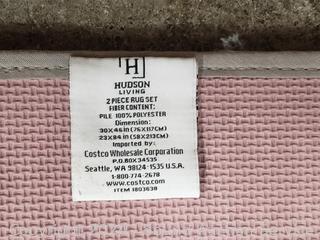 H
HUDSON
LIVING
2 PIECE RUG SET
FIBER CONTENT:
PILE 100% POLYESTER
Dimension:
30X46in (76X117CM)
23X84in (58X213CM)
Imported by:
Costco Wholesale Corporation
P.O.BOX 34535
Seattle, WA 98124-1535 U.S.A.
1-800-774-2678
www.costco.com
ITEM 1803638